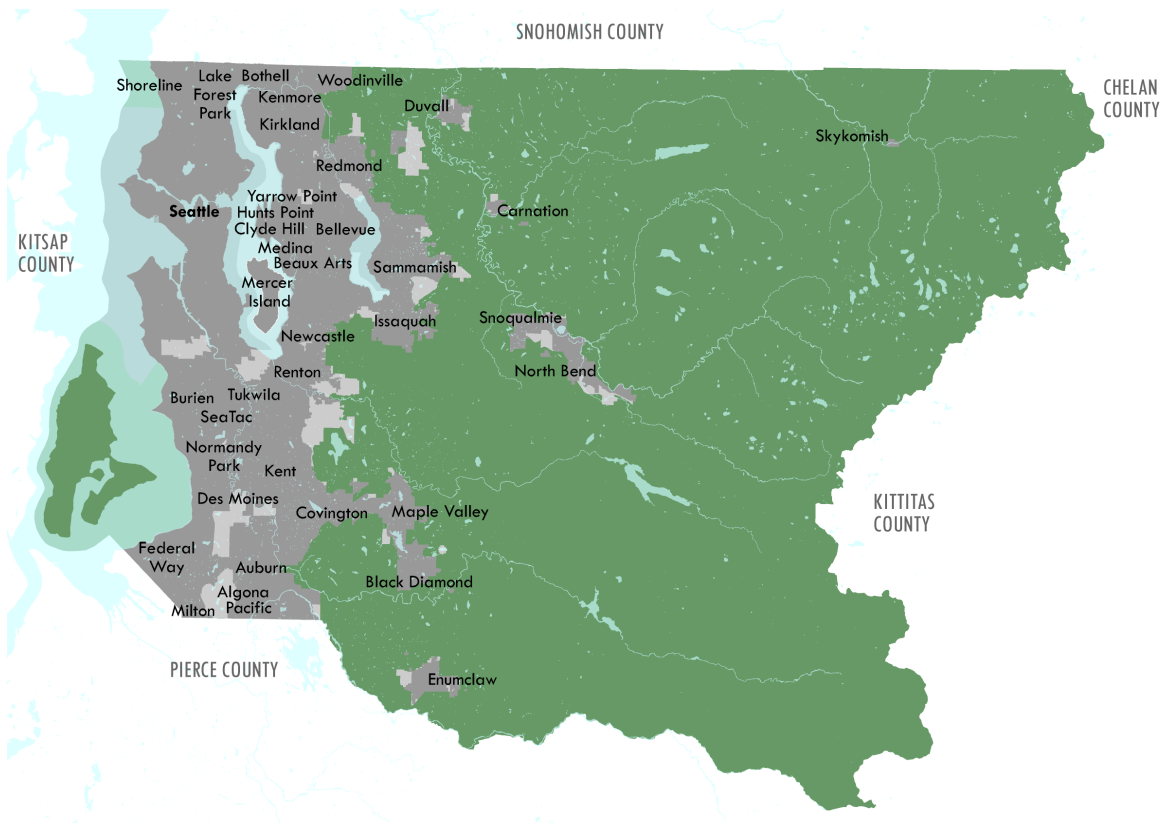 SNOHOMISH COUNTY
CHELAN
COUNTY
Shoreline
Lake
Forest
Park
Bothell
Woodinville
Kenmore
Duvall
Kirkland
Skykomish
Redmond
Yarrow Point
Seattle
Hunts Point
Carnation
Clyde Hill
Bellevue
KITSAP
COUNTY
Medina
Beaux Arts
Sammamish
Mercer
Island
Issaquah
Snoqualmie
Newcastle
Renton
North Bend
Burien
Tukwila
SeaTac
Normandy
Park
Kent
Des Moines
Covington
Maple Valley
KITTITAS
COUNTY
Federal
Way
Auburn
Black Diamond
Algona
Pacific
Milton
PIERCE COUNTY
Enumclaw